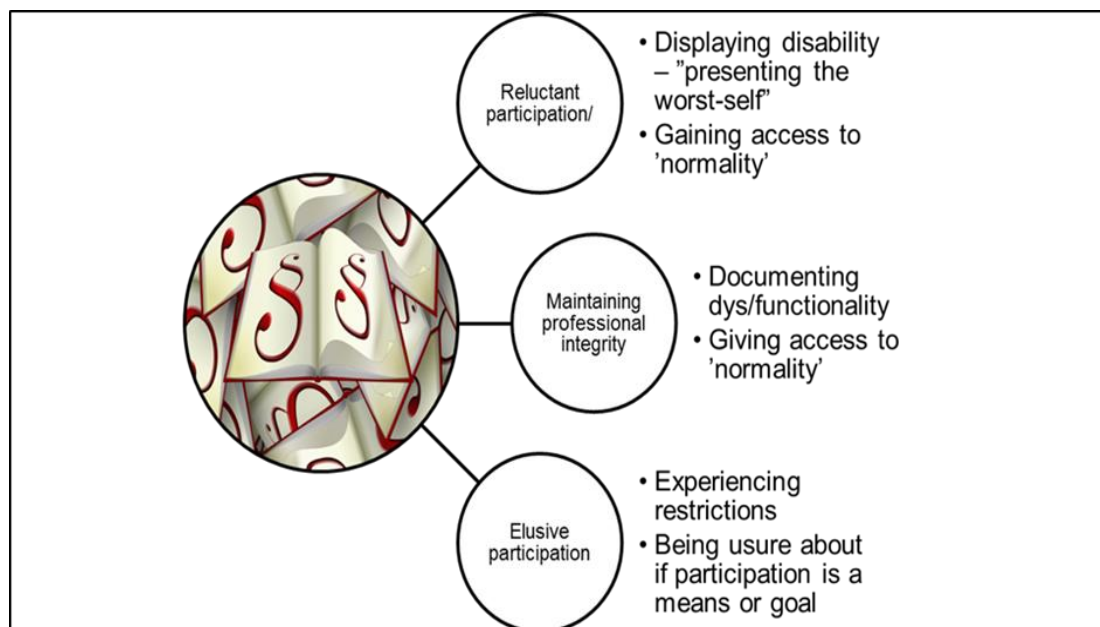 Reluctant
participation/
• Displaying disability
– ”presenting the
worst-self”
• Gaining access to
’normality’
§ §
Maintaining
professional
integrity
• Documenting
dys/functionality
• Giving access to
’normality’
Elusive
participation
• Experiencing
restrictions
• Being usure about
if participation is a
means or goal